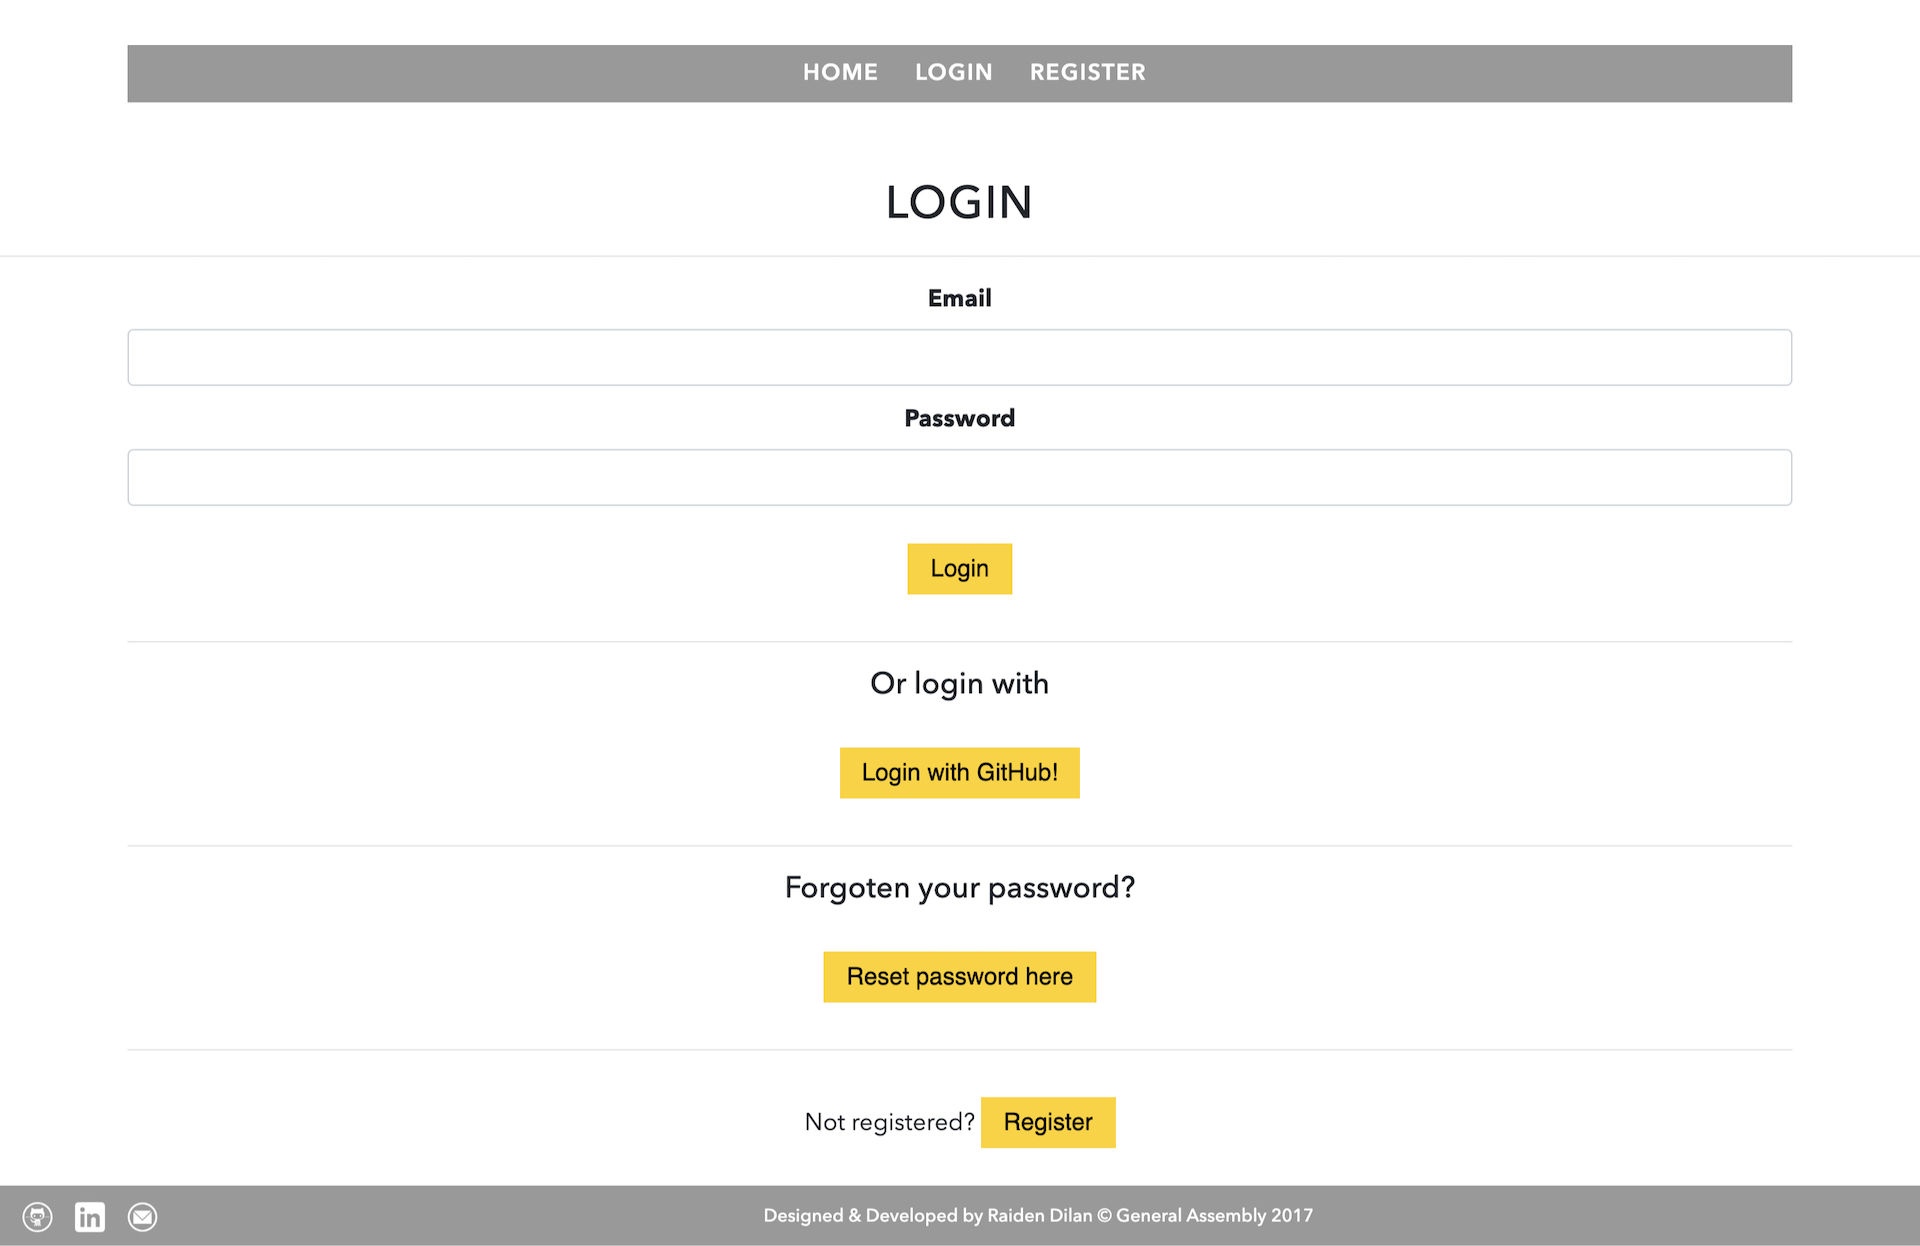 HOME LOGIN REGISTER
LOGIN
Email
Password
Login
Or login with
Login with GitHub!
Forgoten your password?
Reset password here
Not registered? Register
in Designed & Developed by Raiden Dilan © General Assembly 2017